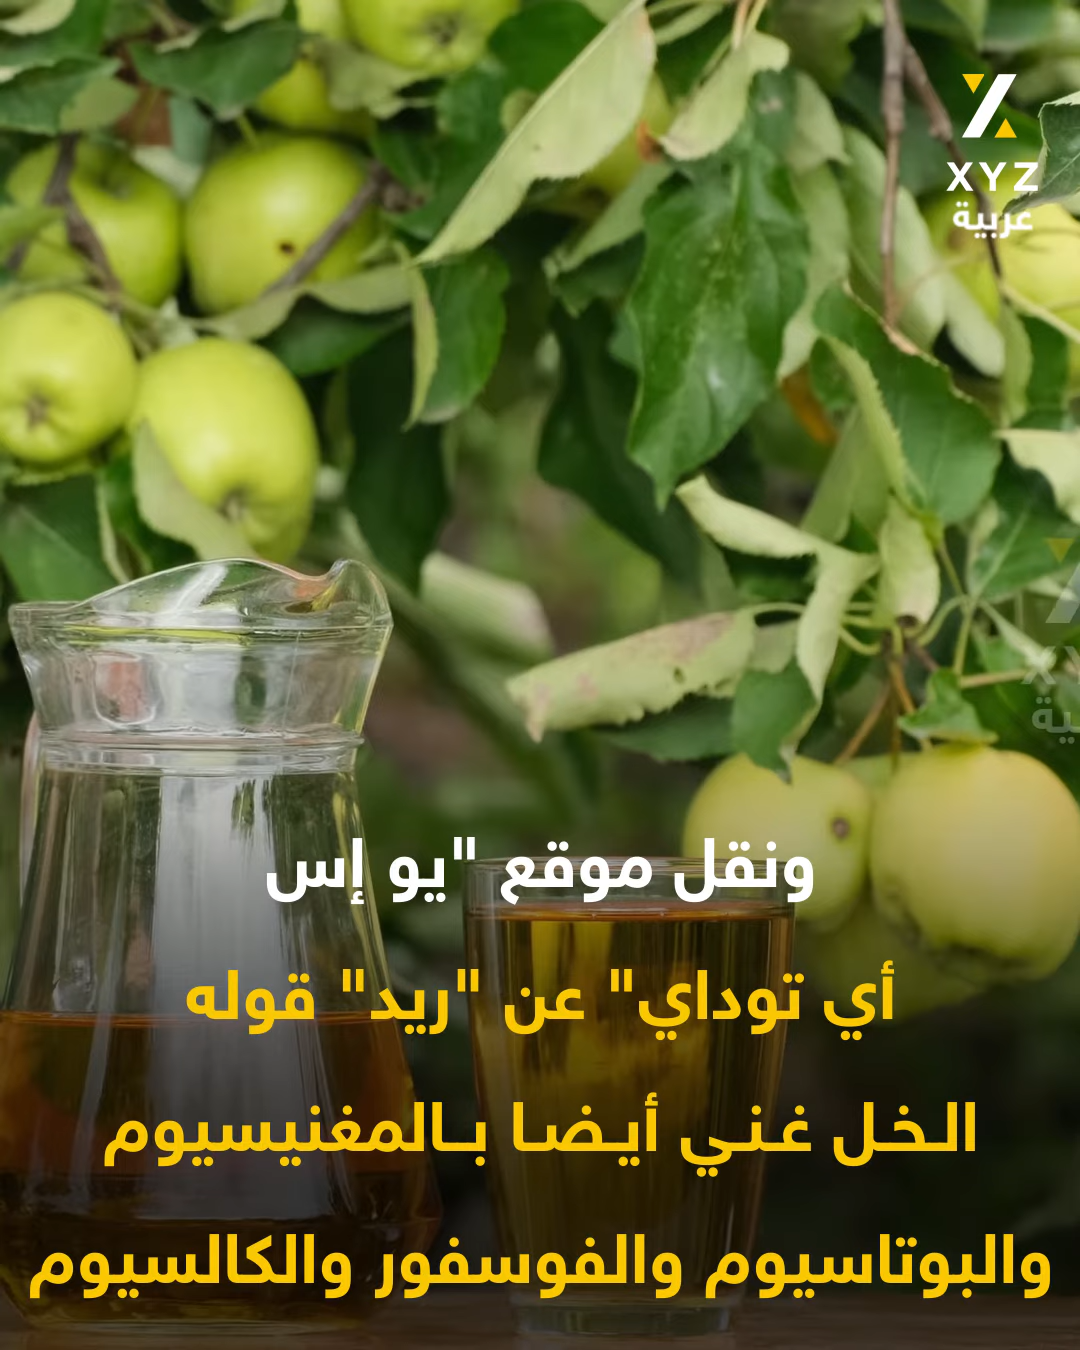 XYZ
عربية
ونقل موقع "يو إس
أي توداي" عن "ريد" قوله
الخل غني أيضا بالمغنيسيوم
والبوتاسيوم والفوسفور والكالسيوم